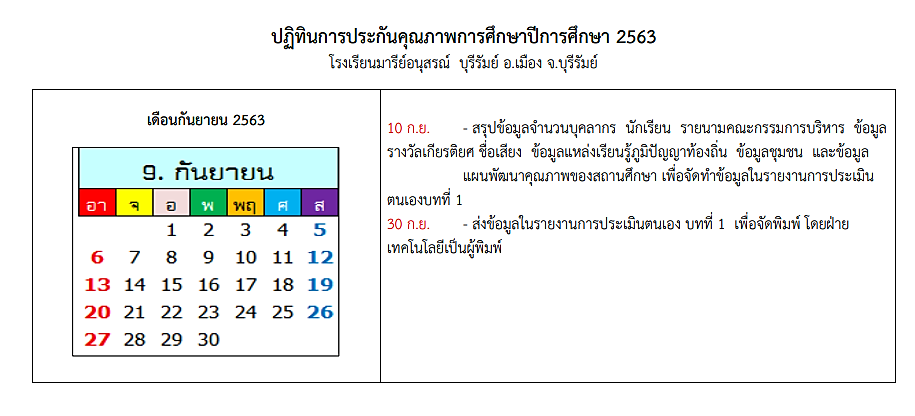 ปฏิทินการประกันคุณภาพการศึกษาปีการศึกษา 2563
โรงเรียนมารีย์อนุสรณ์ บุรีรัมย์ อ.เมือง จ.บุรีรัมย์
เดือนกันยายน 2563
9. กันยายน
อา จ อ พ พฤ ศ ส
1 2 3 4 5
6 7 8 9 10 11 12
13 14 15 16 17 18 19
20 21 22 23 24 25 26
27 28 29 30
10 ก.ย. - สรุปข้อมูลจำนวนบุคลากร นักเรียน รายนามคณะกรรมการบริหาร ข้อมูล
รางวัลเกียรติยศ ชื่อเสียง ข้อมูลแหล่งเรียนรู้ภูมิปัญญาท้องถิ่น ข้อมูลชุมชน และข้อมูล
แผนพัฒนาคุณภาพของสถานศึกษา เพื่อจัดทำข้อมูลในรายงานการประเมิน
ตนเองบทที่ 1
30 ก.ย. - ส่งข้อมูลในรายงานการประเมินตนเอง บทที่ 1 เพื่อจัดพิมพ์ โดยฝ่าย
เทคโนโลยีเป็นผู้พิมพ์